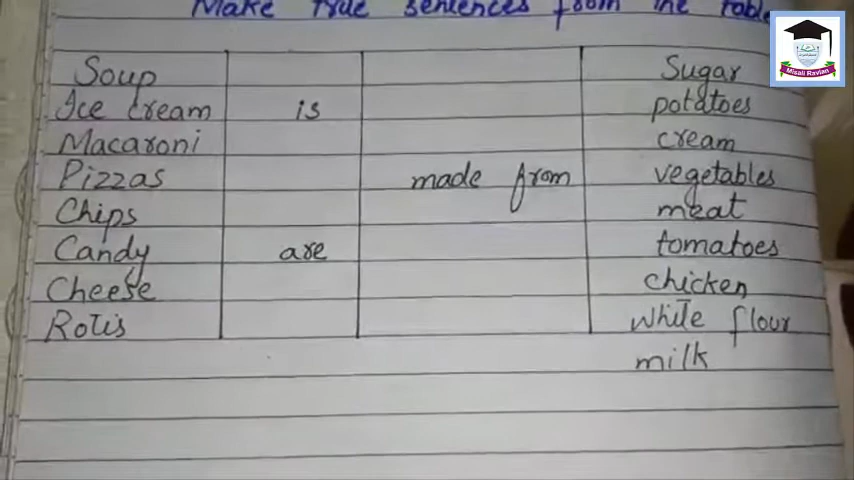 Make true sentences from the table
Misali Ravian
Soup Sugar
Ice cream is potatoes
Macaroni cream
Pizzas made from vegetables
Chips meat
Candy are tomatoes
Cheese chicken
Rotis white flour
milk